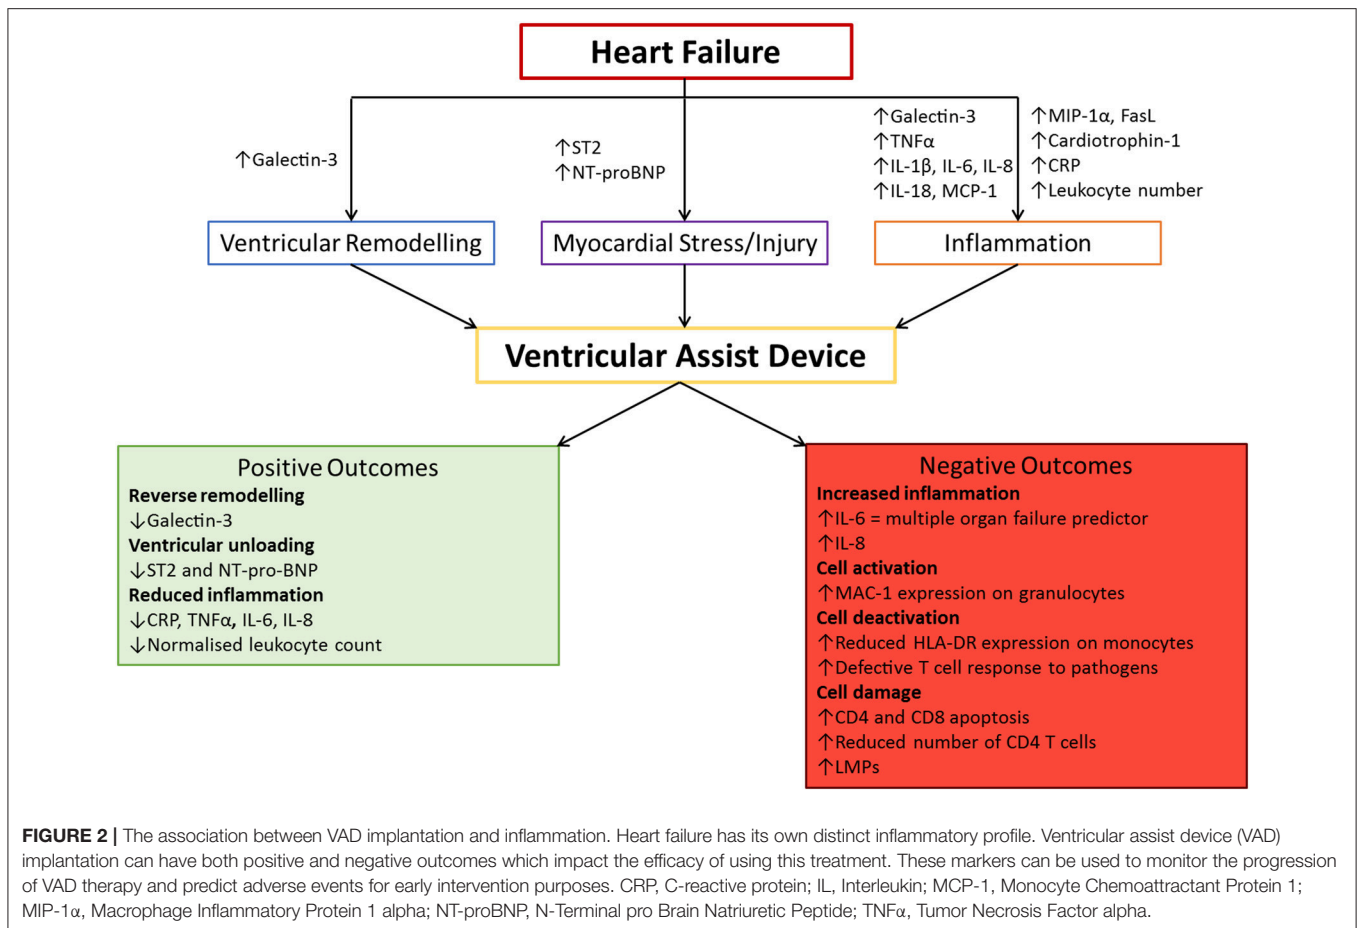 Heart Failure
↑Galectin-3
↑ST2
↑NT-proBNP
↑Galectin-3
↑TNFα
↑IL-1β, IL-6, IL-8
↑IL-18, MCP-1
↑MIP-1α, FasL
↑Cardiotrophin-1
↑CRP
↑Leukocyte number
Ventricular Remodelling
Myocardial Stress/Injury
Inflammation
Ventricular Assist Device
Positive Outcomes
Reverse remodelling
↓Galectin-3
Ventricular unloading
↓ST2 and NT-pro-BNP
Reduced inflammation
↓CRP, TNFα, IL-6, IL-8
↓Normalised leukocyte count
Negative Outcomes
Increased inflammation
↑IL-6 = multiple organ failure predictor
↑IL-8
Cell activation
↑MAC-1 expression on granulocytes
Cell deactivation
↑Reduced HLA-DR expression on monocytes
↑Defective T cell response to pathogens
Cell damage
↑CD4 and CD8 apoptosis
↑Reduced number of CD4 T cells
↑LMPs
FIGURE 2 | The association between VAD implantation and inflammation. Heart failure has its own distinct inflammatory profile. Ventricular assist device (VAD)
implantation can have both positive and negative outcomes which impact the efficacy of using this treatment. These markers can be used to monitor the progression
of VAD therapy and predict adverse events for early intervention purposes. CRP, C-reactive protein; IL, Interleukin; MCP-1, Monocyte Chemoattractant Protein 1;
MIP-1α, Macrophage Inflammatory Protein 1 alpha; NT-proBNP, N-Terminal pro Brain Natriuretic Peptide; TNFα, Tumor Necrosis Factor alpha.